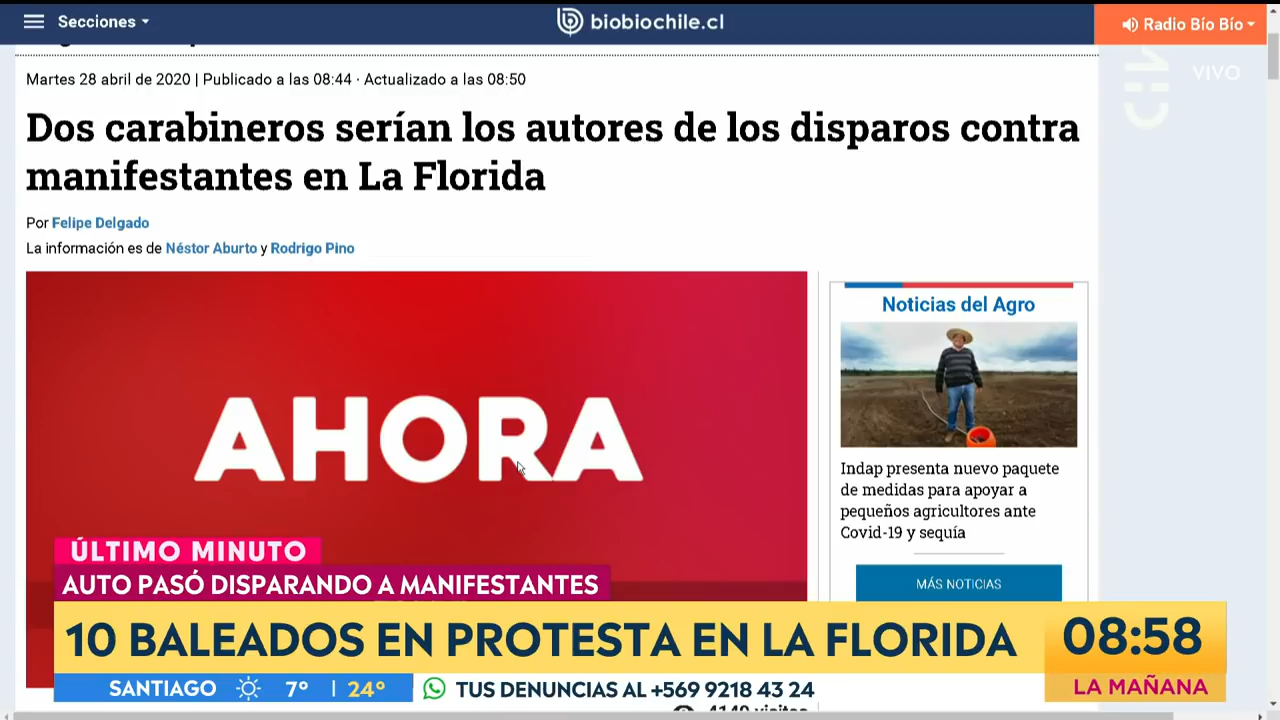 Secciones
biobiochile.cl
Radio Bío Bío
CHV
VIVO
Martes 28 abril de 2020 | Publicado a las 08:44 · Actualizado a las 08:50
Dos carabineros serían los autores de los disparos contra
manifestantes en La Florida
Por Felipe Delgado
La información es de Néstor Aburto y Rodrigo Pino
AHORA
Noticias del Agro
Indap presenta nuevo paquete
de medidas para apoyar a
pequeños agricultores ante
Covid-19 y sequía
MÁS NOTICIAS
ÚLTIMO MINUTO
AUTO PASÓ DISPARANDO A MANIFESTANTES
10 BALEADOS EN PROTESTA EN LA FLORIDA
08:58
LA MAÑANA
SANTIAGO 7° | 24°
TUS DENUNCIAS AL +569 9218 43 24